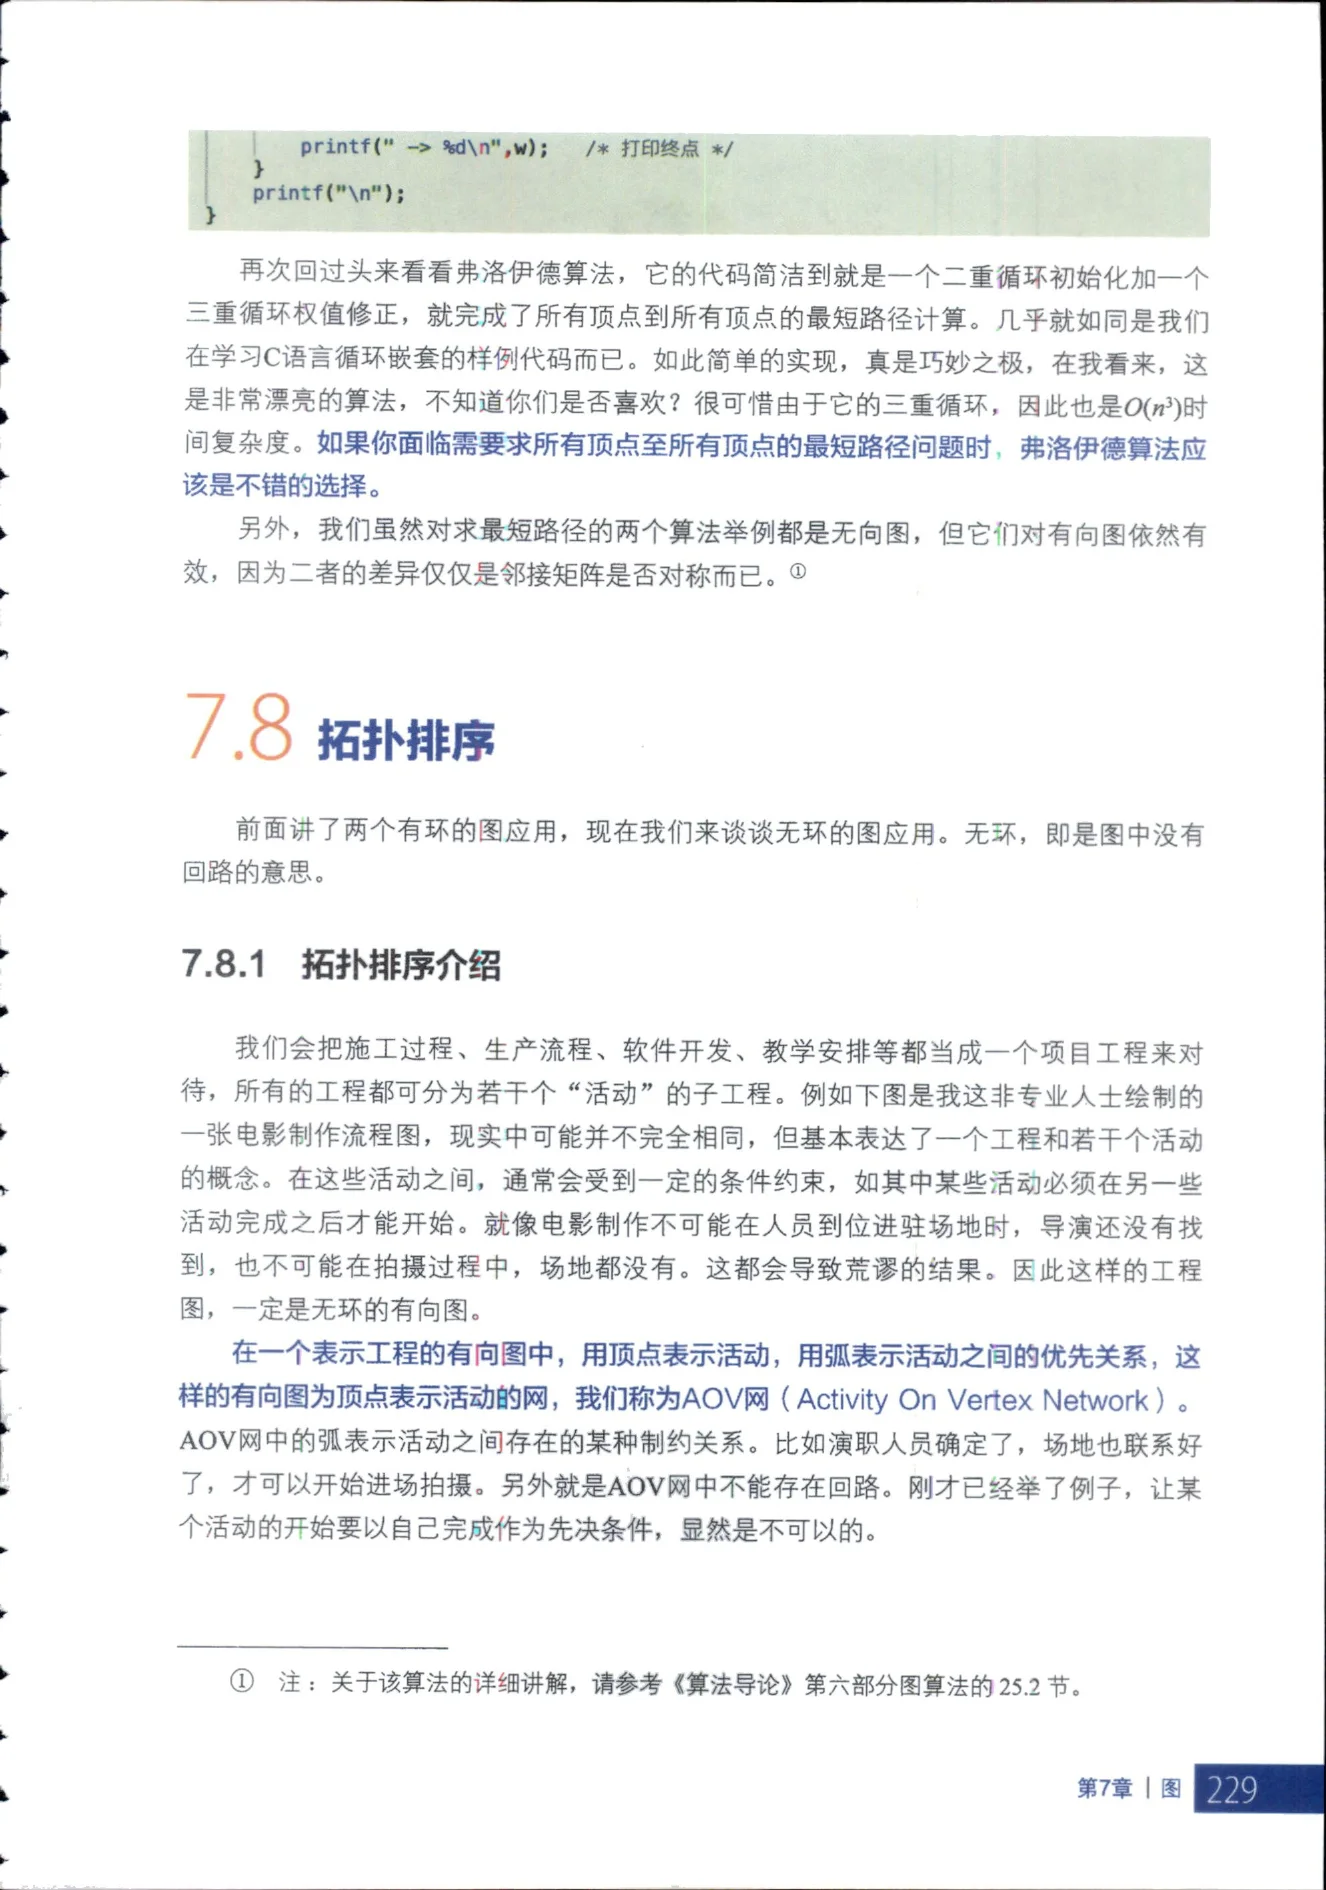 printf(" -> %d\n",w);    /* 打印终点 */
}
printf("\n");
}
再次回过头来看看弗洛伊德算法，它的代码简洁到就是一个二重循环初始化加一个
三重循环权值修正，就完成了所有顶点到所有顶点的最短路径计算。几乎就如同是我们
在学习C语言循环嵌套的样例代码而已。如此简单的实现，真是巧妙之极，在我看来，这
是非常漂亮的算法，不知道你们是否喜欢？很可惜由于它的三重循环，因此也是O(n³)时
间复杂度。如果你面临需要求所有顶点至所有顶点的最短路径问题时，弗洛伊德算法应
该是不错的选择。
另外，我们虽然对求最短路径的两个算法举例都是无向图，但它们对有向图依然有
效，因为二者的差异仅仅是邻接矩阵是否对称而已。①
7.8 拓扑排序
前面讲了两个有环的图应用，现在我们来谈谈无环的图应用。无环，即是图中没有
回路的意思。
7.8.1 拓扑排序介绍
我们会把施工过程、生产流程、软件开发、教学安排等都当成一个项目工程来对
待，所有的工程都可分为若干个“活动”的子工程。例如下图是我这非专业人士绘制的
一张电影制作流程图，现实中可能并不完全相同，但基本表达了一个工程和若干个活动
的概念。在这些活动之间，通常会受到一定的条件约束，如其中某些活动必须在另一些
活动完成之后才能开始。就像电影制作不可能在人员到位进驻场地时，导演还没有找
到，也不可能在拍摄过程中，场地都没有。这都会导致荒谬的结果。因此这样的工程
图，一定是无环的有向图。
在一个表示工程的有向图中，用顶点表示活动，用弧表示活动之间的优先关系，这
样的有向图为顶点表示活动的网，我们称为AOV网（Activity On Vertex Network）。
AOV网中的弧表示活动之间存在的某种制约关系。比如演职人员确定了，场地也联系好
了，才可以开始进场拍摄。另外就是AOV网中不能存在回路。刚才已经举了例子，让某
个活动的开始要以自己完成作为先决条件，显然是不可以的。
① 注：关于该算法的详细讲解，请参考《算法导论》第六部分图算法的 25.2 节。
第7章 | 图 229